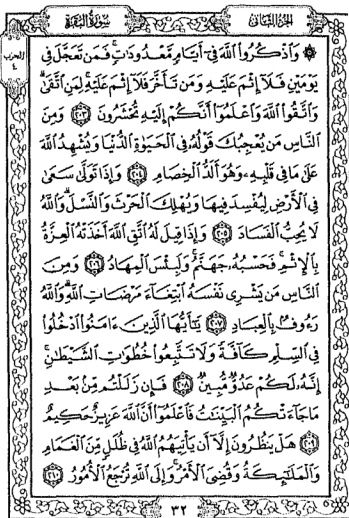 الجزء الثاني
سورة البقرة
الحزب
٤
۞ وَاذْكُرُوا اللَّهَ فِي أَيَّامٍ مَّعْدُودَاتٍ ۚ فَمَن تَعَجَّلَ فِي
يَوْمَيْنِ فَلَا إِثْمَ عَلَيْهِ وَمَن تَأَخَّرَ فَلَا إِثْمَ عَلَيْهِ ۚ لِمَنِ اتَّقَىٰ ۗ
وَاتَّقُوا اللَّهَ وَاعْلَمُوا أَنَّكُمْ إِلَيْهِ تُحْشَرُونَ ﴿٢٠٣﴾ وَمِنَ
النَّاسِ مَن يُعْجِبُكَ قَوْلُهُ فِي الْحَيَاةِ الدُّنْيَا وَيُشْهِدُ اللَّهَ
عَلَىٰ مَا فِي قَلْبِهِ وَهُوَ أَلَدُّ الْخِصَامِ ﴿٢٠٤﴾ وَإِذَا تَوَلَّىٰ سَعَىٰ
فِي الْأَرْضِ لِيُفْسِدَ فِيهَا وَيُهْلِكَ الْحَرْثَ وَالنَّسْلَ ۗ وَاللَّهُ
لَا يُحِبُّ الْفَسَادَ ﴿٢٠٥﴾ وَإِذَا قِيلَ لَهُ اتَّقِ اللَّهَ أَخَذَتْهُ الْعِزَّةُ
بِالْإِثْمِ ۚ فَحَسْبُهُ جَهَنَّمُ ۚ وَلَبِئْسَ الْمِهَادُ ﴿٢٠٦﴾ وَمِنَ
النَّاسِ مَن يَشْرِي نَفْسَهُ ابْتِغَاءَ مَرْضَاتِ اللَّهِ ۗ وَاللَّهُ
رَءُوفٌ بِالْعِبَادِ ﴿٢٠٧﴾ يَا أَيُّهَا الَّذِينَ آمَنُوا ادْخُلُوا
فِي السِّلْمِ كَافَّةً وَلَا تَتَّبِعُوا خُطُوَاتِ الشَّيْطَانِ ۚ
إِنَّهُ لَكُمْ عَدُوٌّ مُّبِينٌ ﴿٢٠٨﴾ فَإِن زَلَلْتُم مِّن بَعْدِ
مَا جَاءَتْكُمُ الْبَيِّنَاتُ فَاعْلَمُوا أَنَّ اللَّهَ عَزِيزٌ حَكِيمٌ
﴿٢٠٩﴾ هَلْ يَنظُرُونَ إِلَّا أَن يَأْتِيَهُمُ اللَّهُ فِي ظُلَلٍ مِّنَ الْغَمَامِ
وَالْمَلَائِكَةُ وَقُضِيَ الْأَمْرُ ۚ وَإِلَى اللَّهِ تُرْجَعُ الْأُمُورُ ﴿٢١٠﴾
٣٢